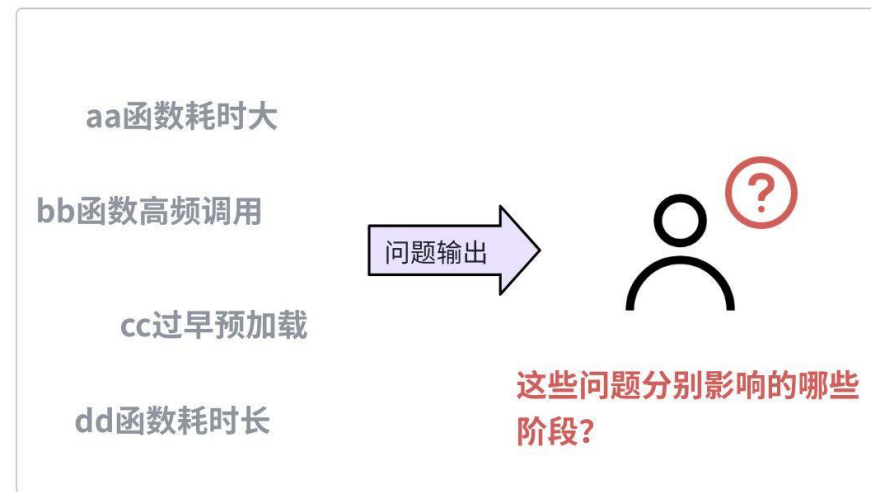 aa函数耗时大
bb函数高频调用
问题输出
?
cc过早预加载
dd函数耗时长
这些问题分别影响的哪些
阶段?